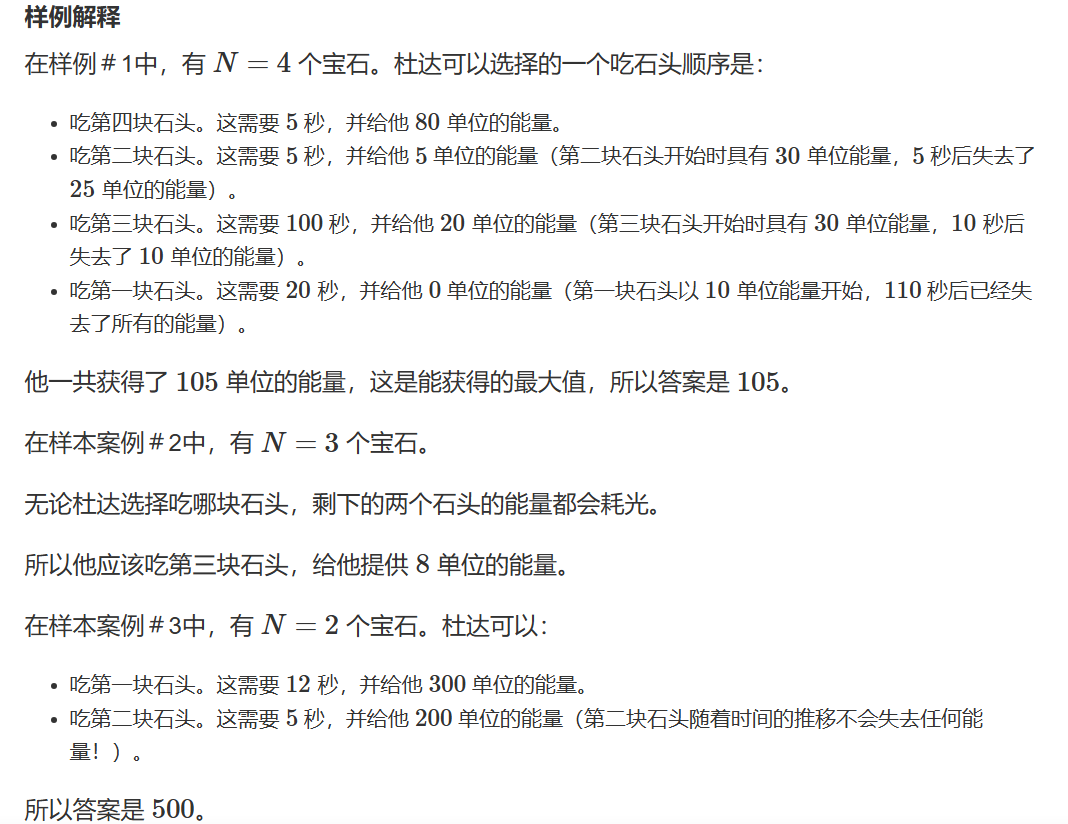 样例解释
在样例＃1中，有 N = 4 个宝石。杜达可以选择的一个吃石头顺序是：
• 吃第四块石头。这需要 5 秒，并给他 80 单位的能量。
• 吃第二块石头。这需要 5 秒，并给他 5 单位的能量（第二块石头开始时具有 30 单位能量，5 秒后失去了
25 单位的能量）。
• 吃第三块石头。这需要 100 秒，并给他 20 单位的能量（第三块石头开始时具有 30 单位能量，10 秒后
失去了 10 单位的能量）。
• 吃第一块石头。这需要 20 秒，并给他 0 单位的能量（第一块石头以 10 单位能量开始，110 秒后已经失
去了所有的能量）。
他一共获得了 105 单位的能量，这是能获得的最大值，所以答案是 105。
在样本案例＃2中，有 N = 3 个宝石。
无论杜达选择吃哪块石头，剩下的两个石头的能量都会耗光。
所以他应该吃第三块石头，给他提供 8 单位的能量。
在样本案例＃3中，有 N = 2 个宝石。杜达可以：
• 吃第一块石头。这需要 12 秒，并给他 300 单位的能量。
• 吃第二块石头。这需要 5 秒，并给他 200 单位的能量（第二块石头随着时间的推移不会失去任何能
量！）。
所以答案是 500。